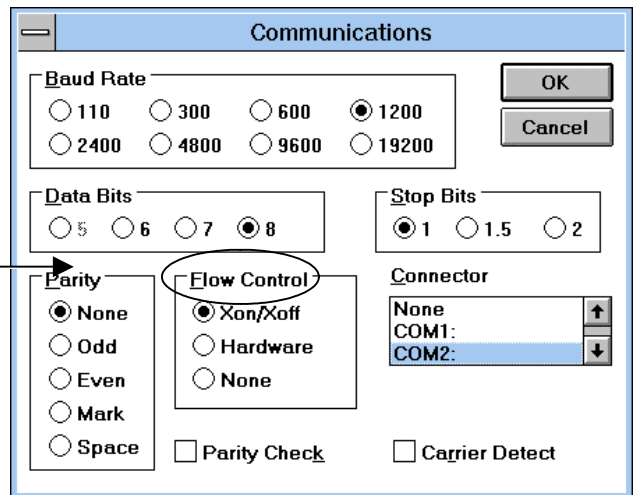 Communications
Baud Rate
110 300 600 1200
2400 4800 9600 19200
OK
Cancel
Data Bits
5 6 7 8
Stop Bits
1 1.5 2
Parity
None
Odd
Even
Mark
Space
Flow Control
Xon/Xoff
Hardware
None
Connector
None
COM1:
COM2:
Parity Check
Carrier Detect